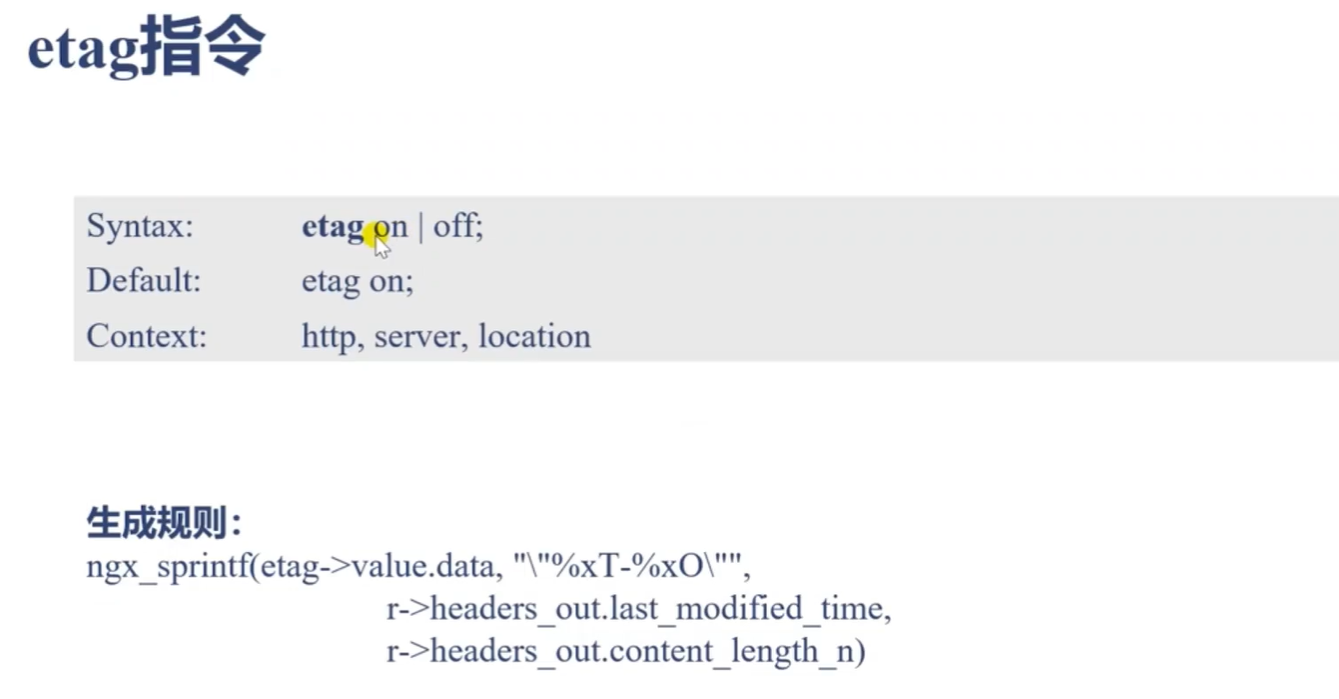 etag指令
Syntax: etag on | off;
Default: etag on;
Context: http, server, location
生成规则：
ngx_sprintf(etag->value.data, "\"%xT-%xO\"",
r->headers_out.last_modified_time,
r->headers_out.content_length_n)